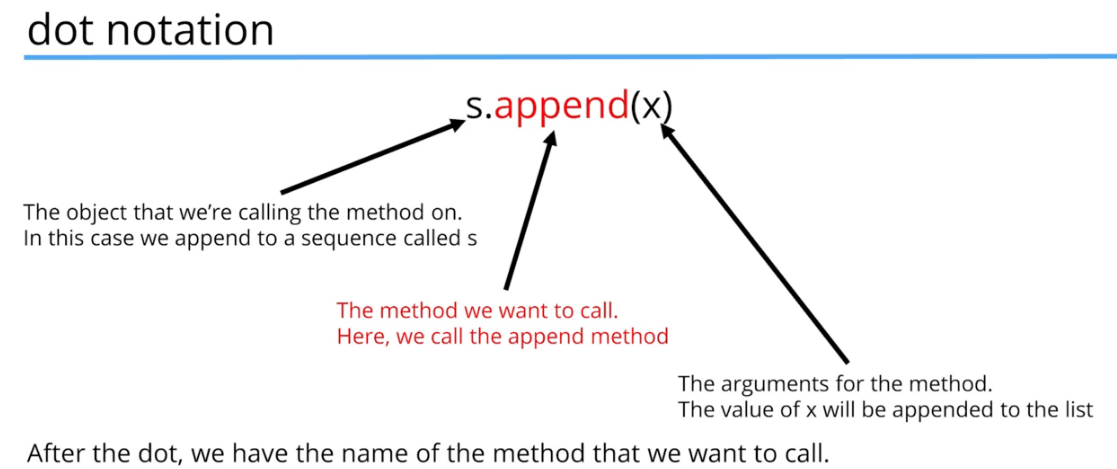 dot notation
s.append(x)
The object that we're calling the method on.
In this case we append to a sequence called s
The method we want to call.
Here, we call the append method
The arguments for the method.
The value of x will be appended to the list
After the dot, we have the name of the method that we want to call.